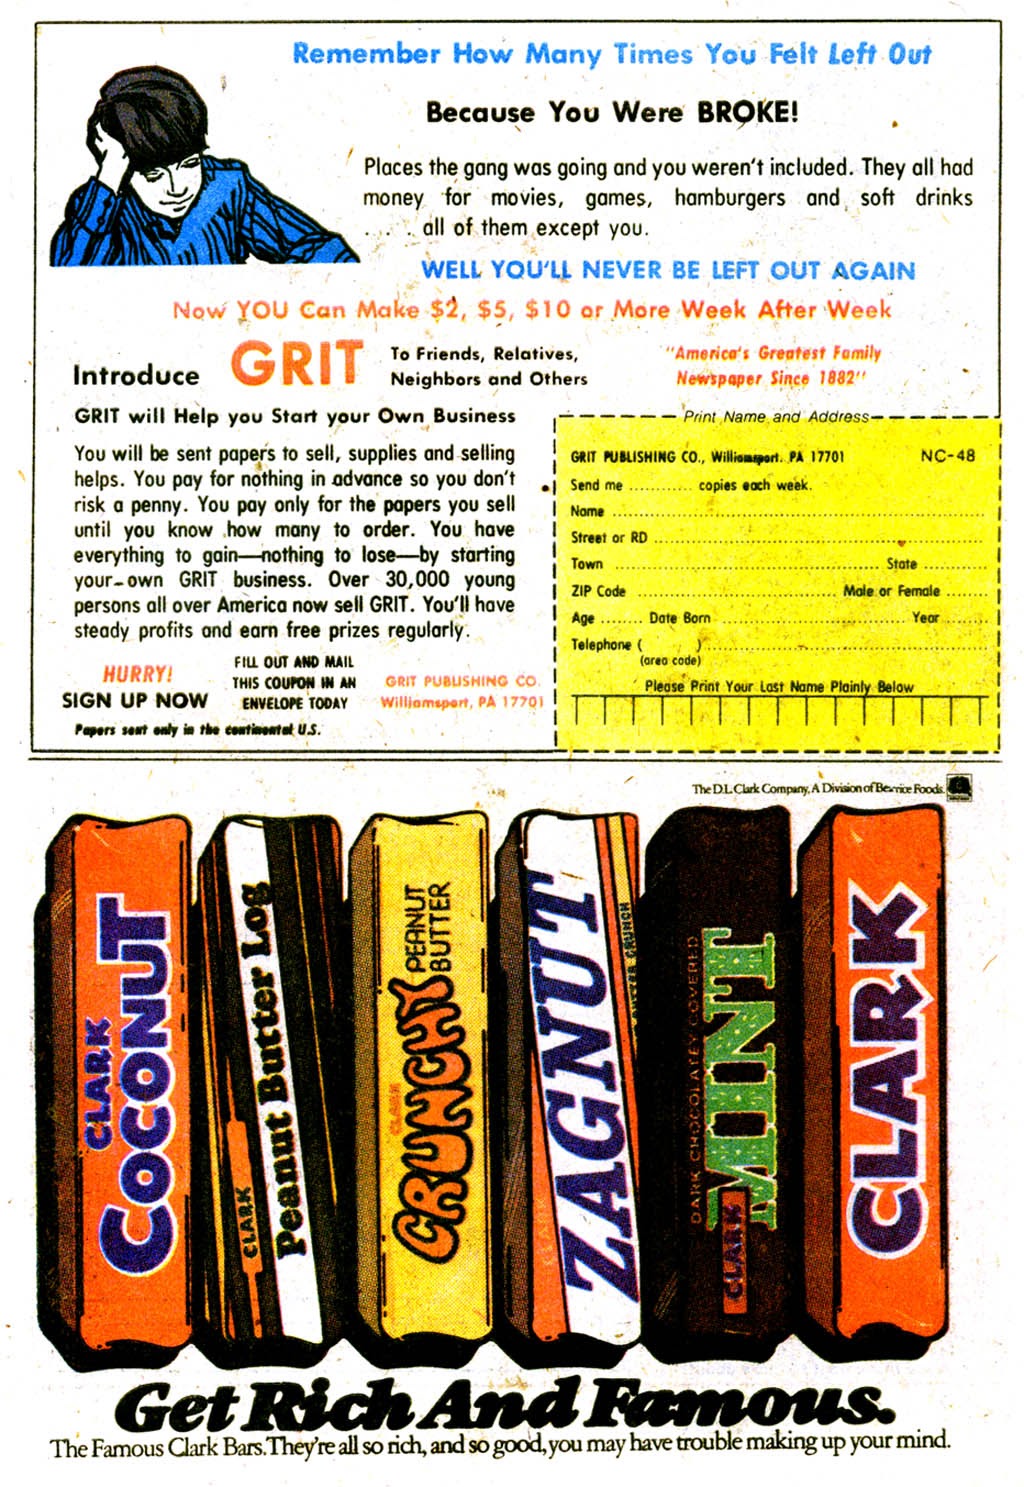 Remember How Many Times You Felt Left Out
Because You Were BROKE!
Places the gang was going and you weren't included. They all had
money for movies, games, hamburgers and soft drinks
. . . . all of them except you.
WELL YOU'LL NEVER BE LEFT OUT AGAIN
Now YOU Can Make $2, $5, $10 or More Week After Week
Introduce GRIT To Friends, Relatives,
Neighbors and Others
"America's Greatest Family
Newspaper Since 1882"
GRIT will Help you Start your Own Business
You will be sent papers to sell, supplies and selling
helps. You pay for nothing in advance so you don't
risk a penny. You pay only for the papers you sell
until you know how many to order. You have
everything to gain—nothing to lose—by starting
your own GRIT business. Over 30,000 young
persons all over America now sell GRIT. You'll have
steady profits and earn free prizes regularly.
HURRY!
SIGN UP NOW
FILL OUT AND MAIL
THIS COUPON IN AN
ENVELOPE TODAY
GRIT PUBLISHING CO.
Williamsport, PA 17701
Papers sent only in the continental U.S.
Print Name and Address
GRIT PUBLISHING CO., Williamsport, PA 17701 NC-48
Send me ............ copies each week.
Name
Street or RD
Town State
ZIP Code Male or Female
Age Date Born Year
Telephone ( )
(area code)
Please Print Your Last Name Plainly Below
The D.L. Clark Company, A Division of Beatrice Foods.
CLARK
COCONUT
CLARK
Peanut Butter Log
CLARK
CRUNCHY PEANUT
BUTTER
ZAGNUT
DARK CHOCOLATEY COVERED
MINT
CLARK
CLARK
Get Rich And Famous.
The Famous Clark Bars. They're all so rich, and so good, you may have trouble making up your mind.